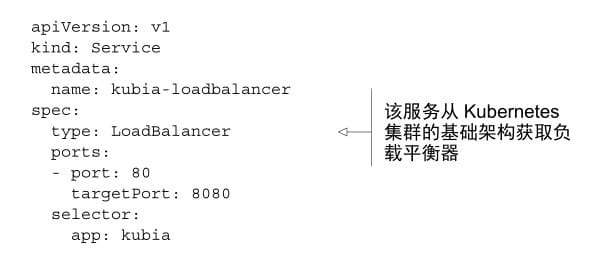 apiVersion: v1
kind: Service
metadata:
  name: kubia-loadbalancer
spec:
  type: LoadBalancer
  ports:
  - port: 80
    targetPort: 8080
  selector:
    app: kubia
该服务从 Kubernetes
集群的基础架构获取负
载平衡器